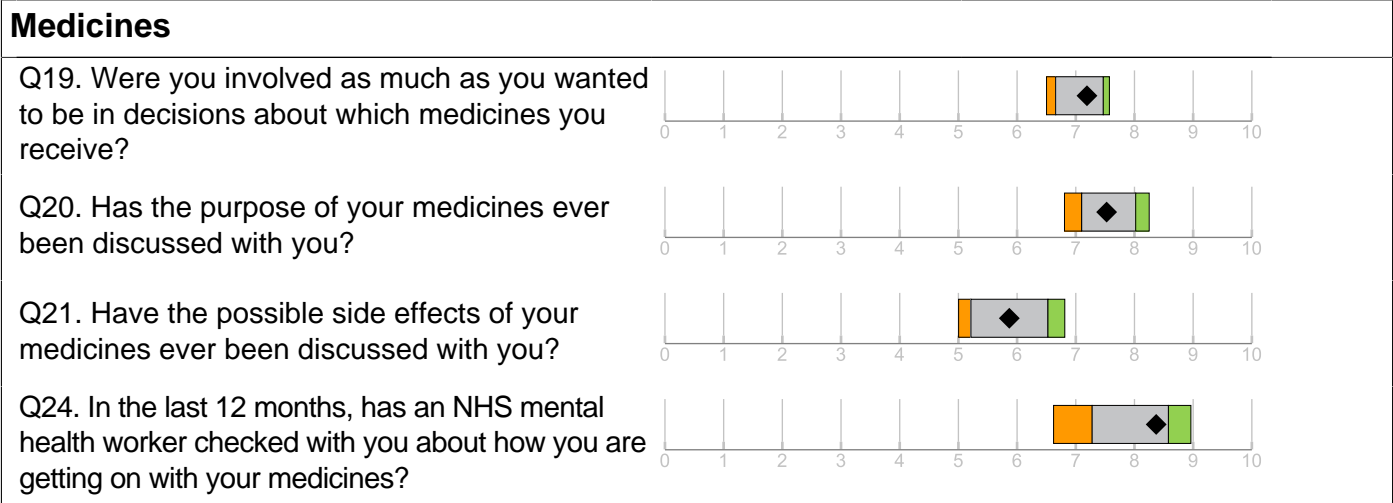 Medicines
Q19. Were you involved as much as you wanted
to be in decisions about which medicines you
receive?
0 1 2 3 4 5 6 7 8 9 10
Q20. Has the purpose of your medicines ever
been discussed with you?
0 1 2 3 4 5 6 7 8 9 10
Q21. Have the possible side effects of your
medicines ever been discussed with you?
0 1 2 3 4 5 6 7 8 9 10
Q24. In the last 12 months, has an NHS mental
health worker checked with you about how you are
getting on with your medicines?
0 1 2 3 4 5 6 7 8 9 10